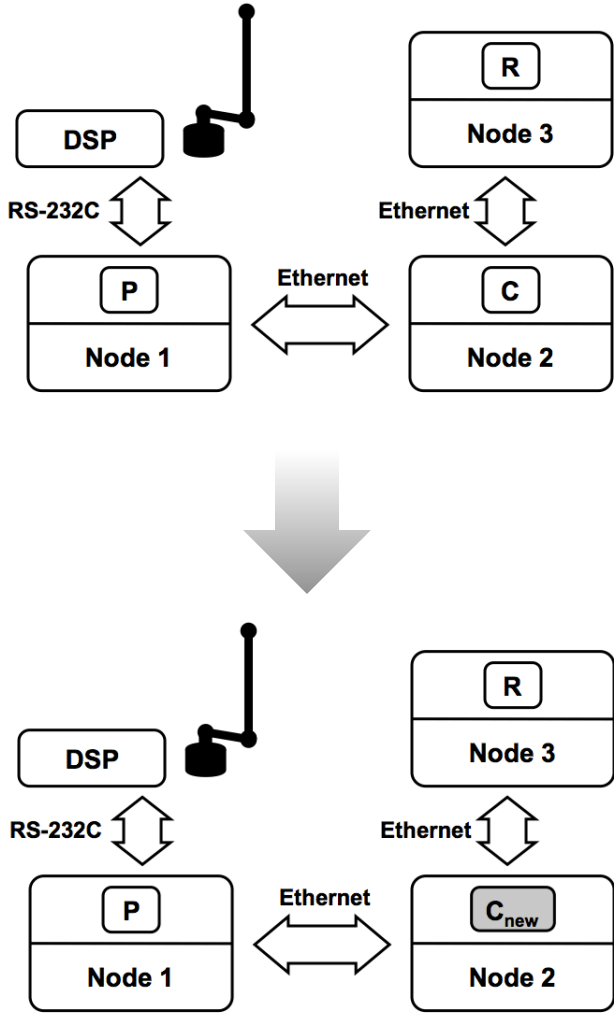 R
DSP
Node 3
RS-232C
Ethernet
Ethernet
P
C
Node 1
Node 2
R
DSP
Node 3
RS-232C
Ethernet
Ethernet
P
Cnew
Node 1
Node 2